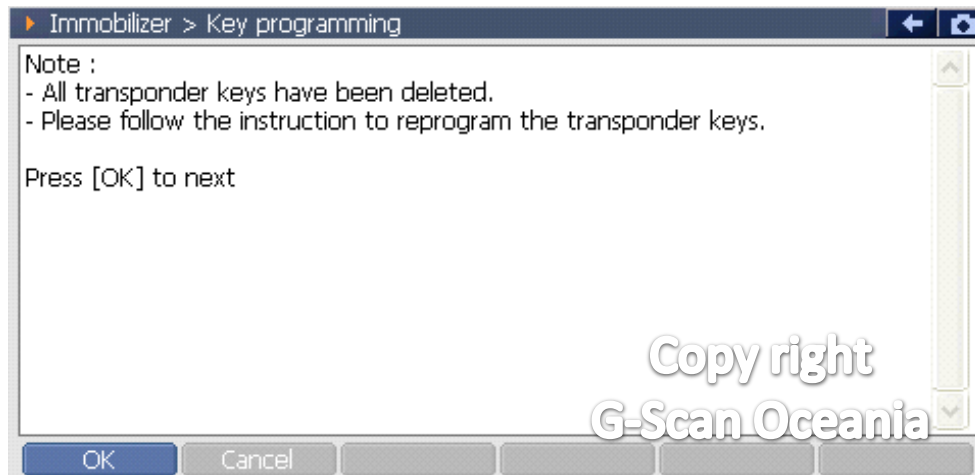 Immobilizer > Key programming
Note :
- All transponder keys have been deleted.
- Please follow the instruction to reprogram the transponder keys.
Press [OK] to next
Copy right
G-Scan Oceania
OK Cancel